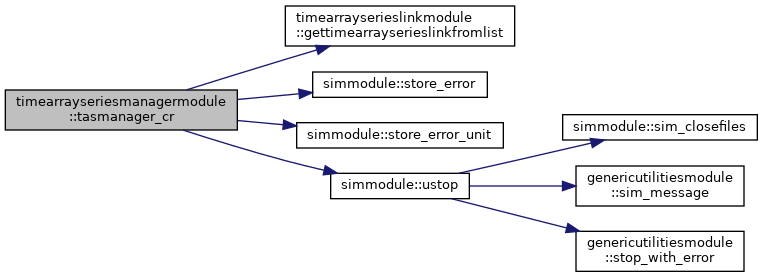 timearrayserieslinkmodule
::gettimearrayserieslinkfromlist
timearrayseriesmanagermodule
::tasmanager_cr
simmodule::store_error
simmodule::store_error_unit
simmodule::ustop
simmodule::sim_closefiles
genericutilitiesmodule
::sim_message
genericutilitiesmodule
::stop_with_error